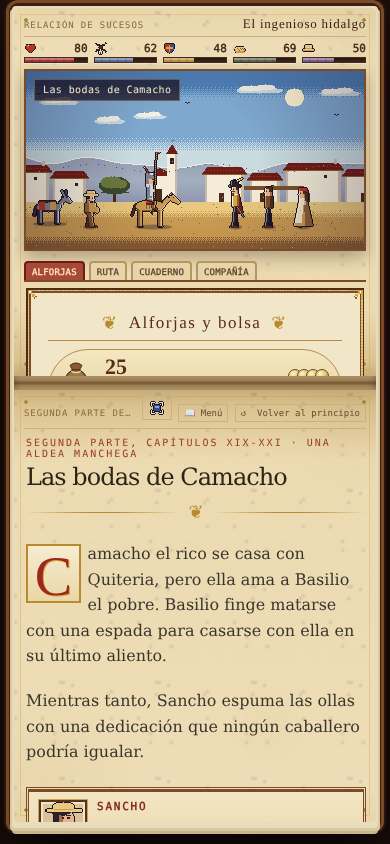 RELACIÓN DE SUCESOS
El ingenioso hidalgo
80 62 48 69 50
Las bodas de Camacho
ALFORJAS RUTA CUADERNO COMPAÑÍA
❦ Alforjas y bolsa ❦
25
SEGUNDA PARTE DE…
📖 Menú
↺ Volver al principio
SEGUNDA PARTE, CAPÍTULOS XIX-XXI · UNA
ALDEA MANCHEGA
Las bodas de Camacho
❦
Camacho el rico se casa con
Quiteria, pero ella ama a Basilio
el pobre. Basilio finge matarse
con una espada para casarse con ella en
su último aliento.
Mientras tanto, Sancho espuma las ollas
con una dedicación que ningún caballero
podría igualar.
SANCHO